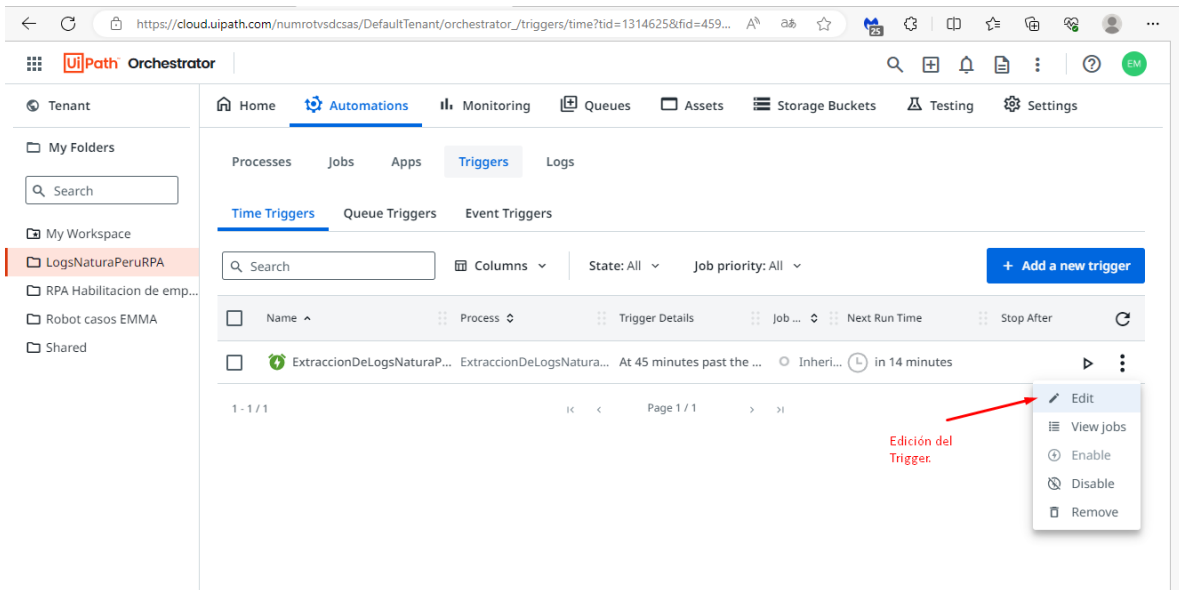 https://cloud.uipath.com/numrotvsdcsas/DefaultTenant/orchestrator_/triggers/time?tid=1314625&fid=459...
25
UiPath Orchestrator
EM
Tenant
Home Automations Monitoring Queues Assets Storage Buckets Testing Settings
My Folders
Search
My Workspace
LogsNaturaPeruRPA
RPA Habilitacion de emp...
Robot casos EMMA
Shared
Processes Jobs Apps Triggers Logs
Time Triggers Queue Triggers Event Triggers
Search Columns State: All Job priority: All + Add a new trigger
Name Process Trigger Details Job ... Next Run Time Stop After
ExtraccionDeLogsNaturaP... ExtraccionDeLogsNatura... At 45 minutes past the ... Inheri... in 14 minutes
1 - 1 / 1 Page 1 / 1
Edit
View jobs
Enable
Disable
Remove
Edición del
Trigger.